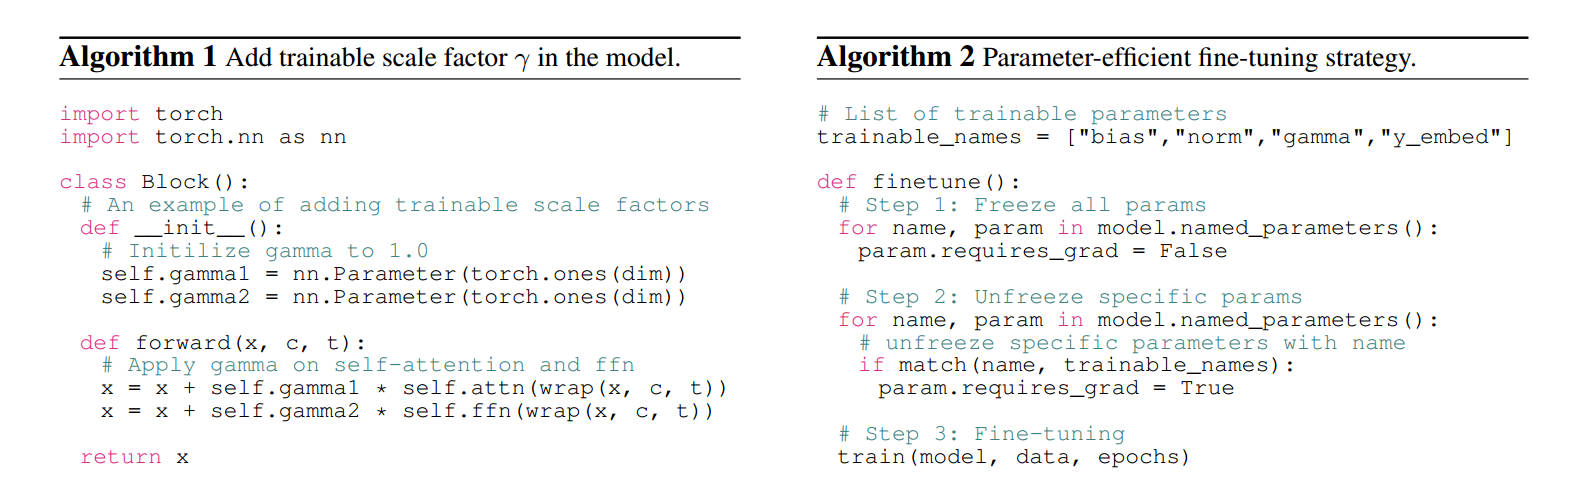 Algorithm 1 Add trainable scale factor γ in the model.
import torch
import torch.nn as nn
class Block():
# An example of adding trainable scale factors
def __init__():
# Initilize gamma to 1.0
self.gamma1 = nn.Parameter(torch.ones(dim))
self.gamma2 = nn.Parameter(torch.ones(dim))
def forward(x, c, t):
# Apply gamma on self-attention and ffn
x = x + self.gamma1 * self.attn(wrap(x, c, t))
x = x + self.gamma2 * self.ffn(wrap(x, c, t))
return x
Algorithm 2 Parameter-efficient fine-tuning strategy.
# List of trainable parameters
trainable_names = ["bias","norm","gamma","y_embed"]
def finetune():
# Step 1: Freeze all params
for name, param in model.named_parameters():
param.requires_grad = False
# Step 2: Unfreeze specific params
for name, param in model.named_parameters():
# unfreeze specific parameters with name
if match(name, trainable_names):
param.requires_grad = True
# Step 3: Fine-tuning
train(model, data, epochs)